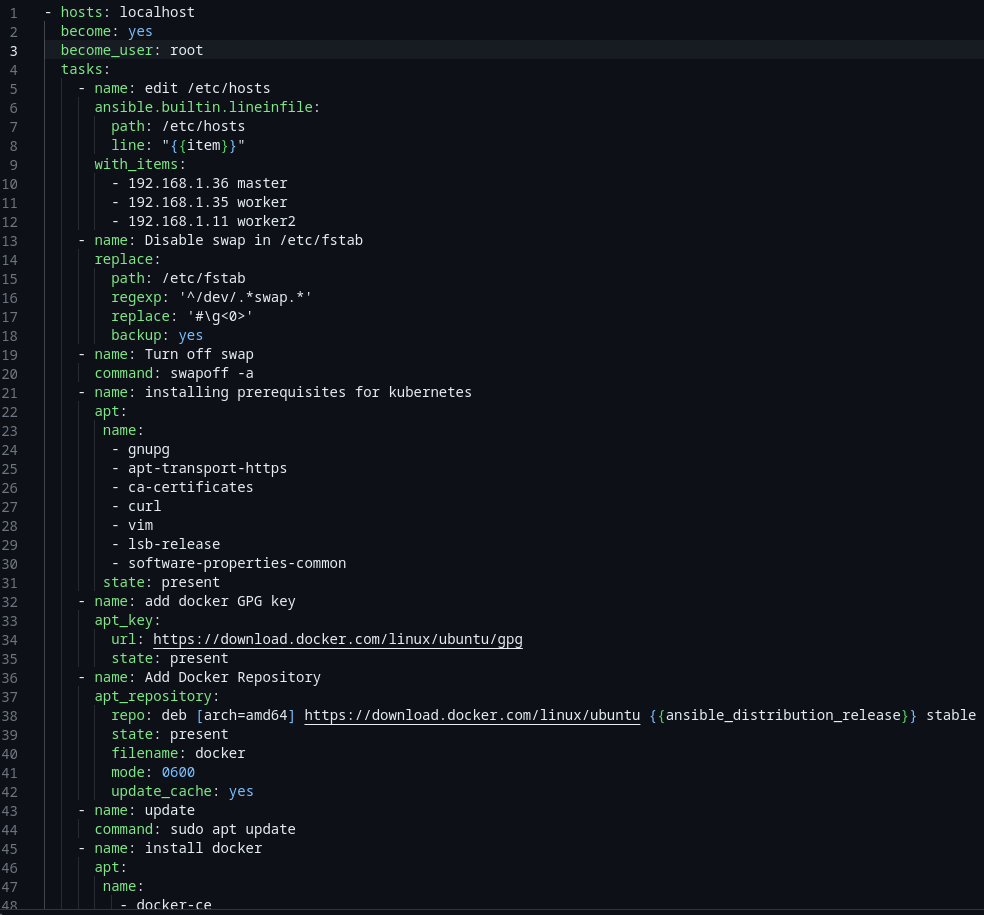 1 - hosts: localhost
2   become: yes
3   become_user: root
4   tasks:
5     - name: edit /etc/hosts
6       ansible.builtin.lineinfile:
7         path: /etc/hosts
8         line: "{{item}}"
9       with_items:
10         - 192.168.1.36 master
11         - 192.168.1.35 worker
12         - 192.168.1.11 worker2
13     - name: Disable swap in /etc/fstab
14       replace:
15         path: /etc/fstab
16         regexp: '^/dev/.*swap.*'
17         replace: '#\g<0>'
18         backup: yes
19     - name: Turn off swap
20       command: swapoff -a
21     - name: installing prerequisites for kubernetes
22       apt:
23        name:
24         - gnupg
25         - apt-transport-https
26         - ca-certificates
27         - curl
28         - vim
29         - lsb-release
30         - software-properties-common
31        state: present
32     - name: add docker GPG key
33       apt_key:
34         url: https://download.docker.com/linux/ubuntu/gpg
35         state: present
36     - name: Add Docker Repository
37       apt_repository:
38         repo: deb [arch=amd64] https://download.docker.com/linux/ubuntu {{ansible_distribution_release}} stable
39         state: present
40         filename: docker
41         mode: 0600
42         update_cache: yes
43     - name: update
44       command: sudo apt update
45     - name: install docker
46       apt:
47        name:
48          - docker-ce